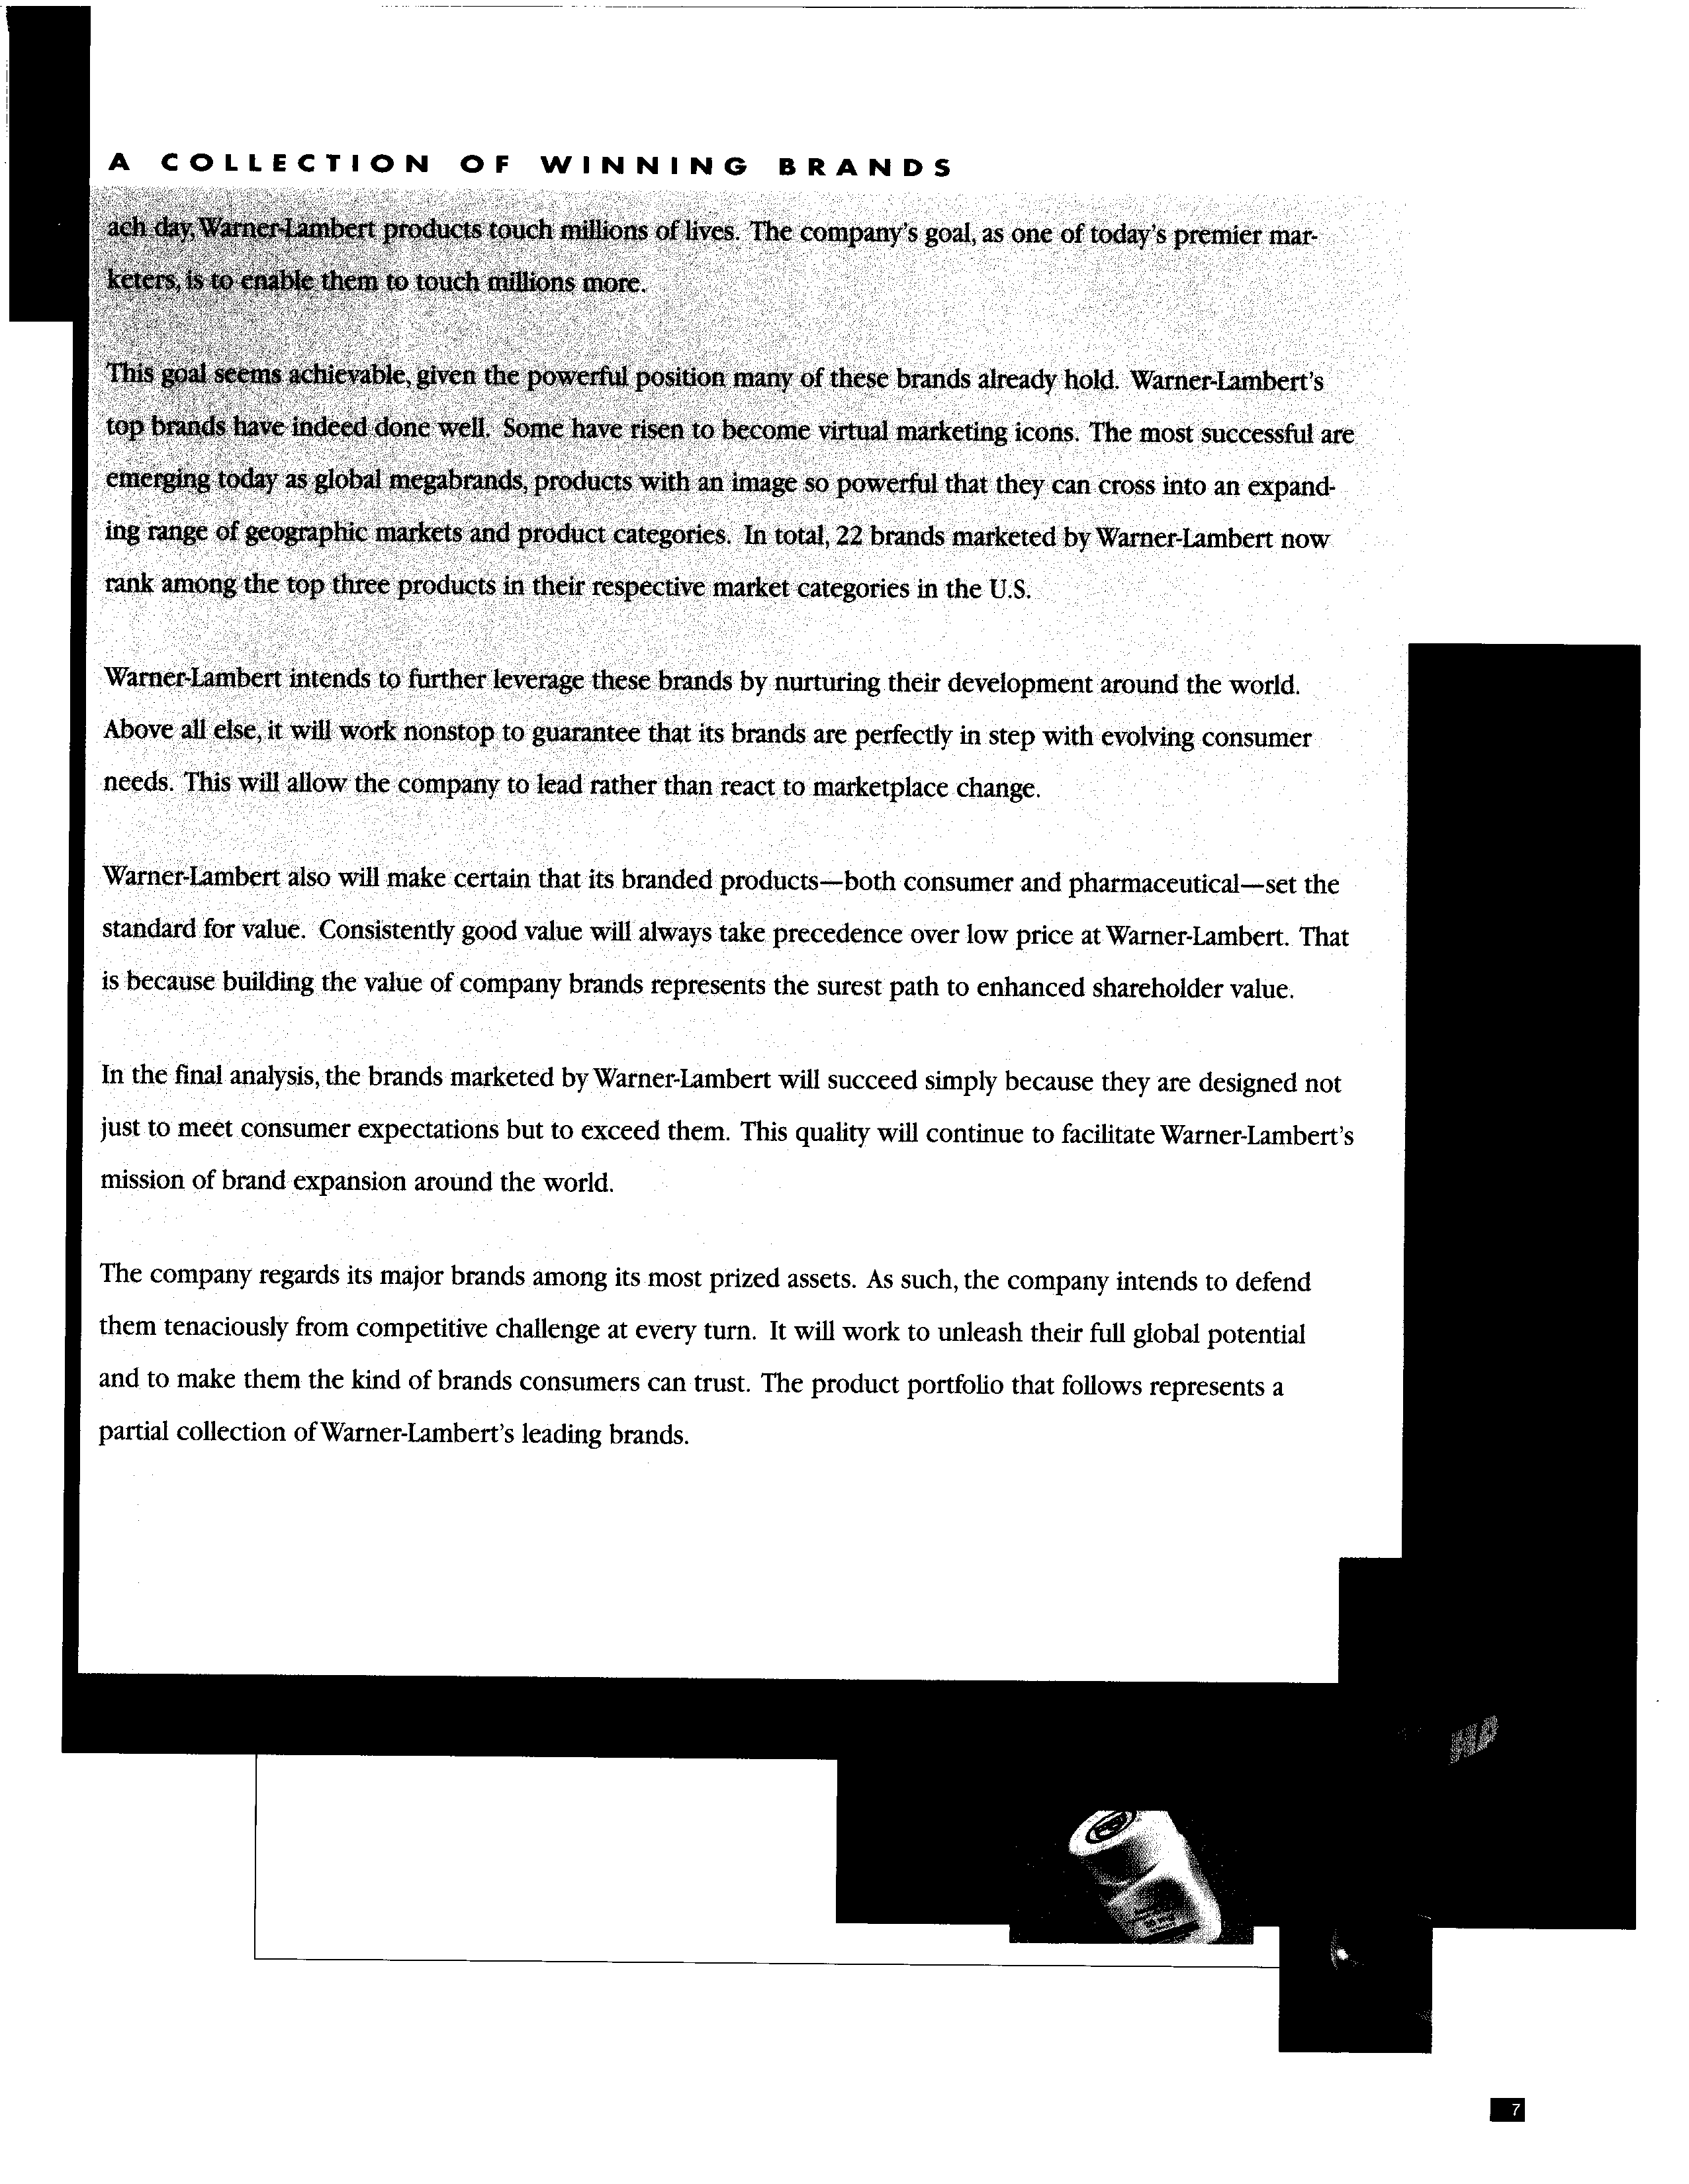 A COLLECTION OF WINNING BRANDS
ach day, Warner-Lambert products touch millions of lives. The company's goal, as one of today's premier mar-
keters, is to enable them to touch millions more.
This goal seems achievable, given the powerful position many of these brands already hold. Warner-Lambert's
top brands have indeed done well. Some have risen to become virtual marketing icons. The most successful are
emerging today as global megabrands, products with an image so powerful that they can cross into an expand-
ing range of geographic markets and product categories. In total, 22 brands marketed by Warner-Lambert now
rank among the top three products in their respective market categories in the U.S.
Warner-Lambert intends to further leverage these brands by nurturing their development around the world.
Above all else, it will work nonstop to guarantee that its brands are perfectly in step with evolving consumer
needs. This will allow the company to lead rather than react to marketplace change.
Warner-Lambert also will make certain that its branded products—both consumer and pharmaceutical—set the
standard for value. Consistently good value will always take precedence over low price at Warner-Lambert. That
is because building the value of company brands represents the surest path to enhanced shareholder value.
In the final analysis, the brands marketed by Warner-Lambert will succeed simply because they are designed not
just to meet consumer expectations but to exceed them. This quality will continue to facilitate Warner-Lambert's
mission of brand expansion around the world.
The company regards its major brands among its most prized assets. As such, the company intends to defend
them tenaciously from competitive challenge at every turn. It will work to unleash their full global potential
and to make them the kind of brands consumers can trust. The product portfolio that follows represents a
partial collection of Warner-Lambert's leading brands.
7